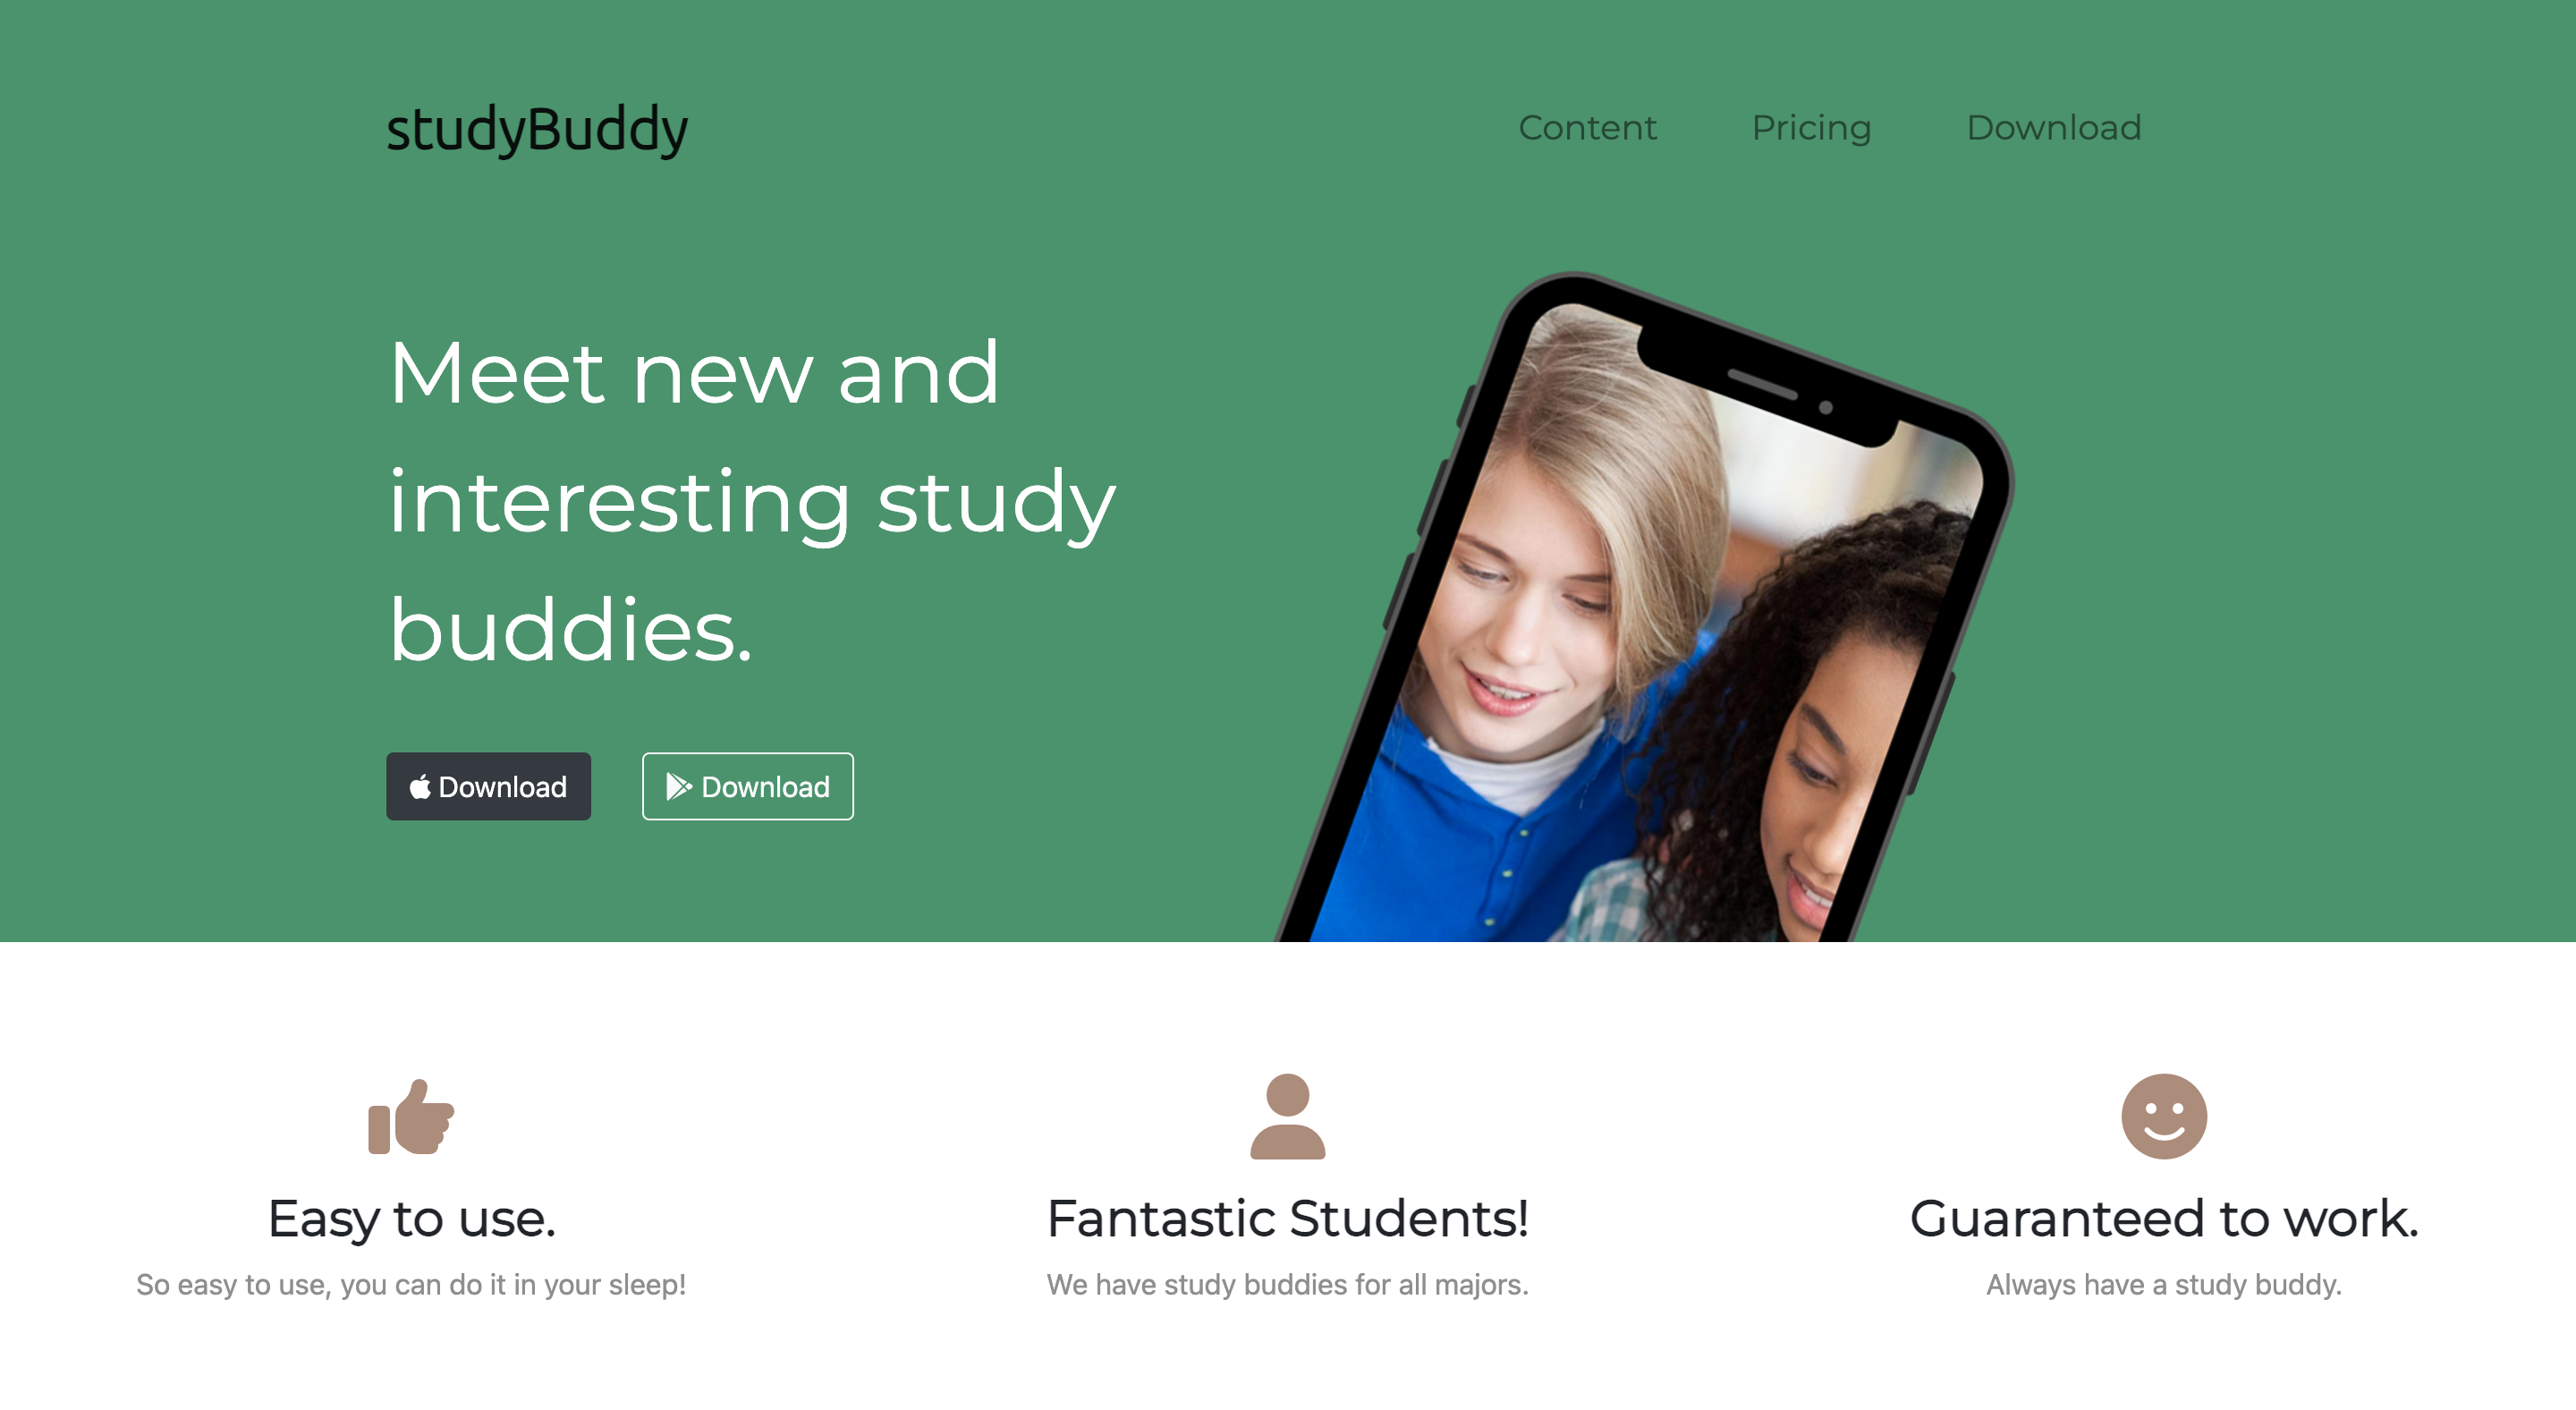 studyBuddy
Content
Pricing
Download
Meet new and
interesting study
buddies.
Download
Download
Easy to use.
So easy to use, you can do it in your sleep!
Fantastic Students!
We have study buddies for all majors.
Guaranteed to work.
Always have a study buddy.